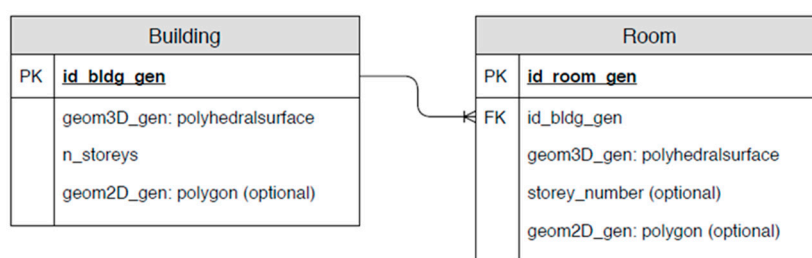 Building
PK id_bldg_gen
geom3D_gen: polyhedralsurface
n_storeys
geom2D_gen: polygon (optional)
Room
PK id_room_gen
FK id_bldg_gen
geom3D_gen: polyhedralsurface
storey_number (optional)
geom2D_gen: polygon (optional)